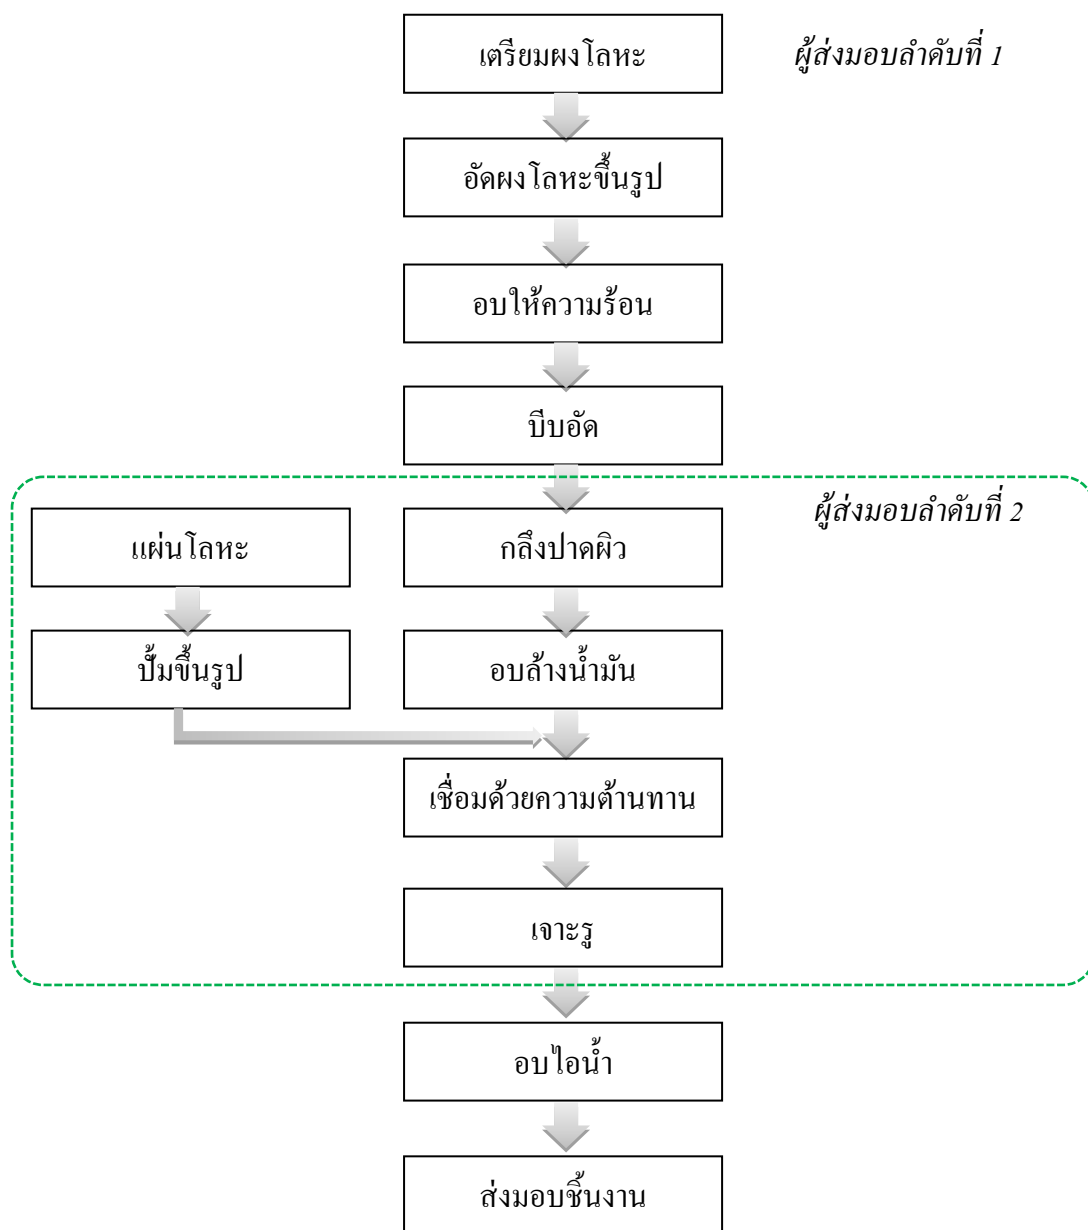 เตรียมผงโลหะ
ผู้ส่งมอบลำดับที่ 1
อัดผงโลหะขึ้นรูป
อบให้ความร้อน
บีบอัด
ผู้ส่งมอบลำดับที่ 2
แผ่นโลหะ
กลึงปาดผิว
ปั้มขึ้นรูป
อบล้างน้ำมัน
เชื่อมด้วยความต้านทาน
เจาะรู
อบไอน้ำ
ส่งมอบชิ้นงาน